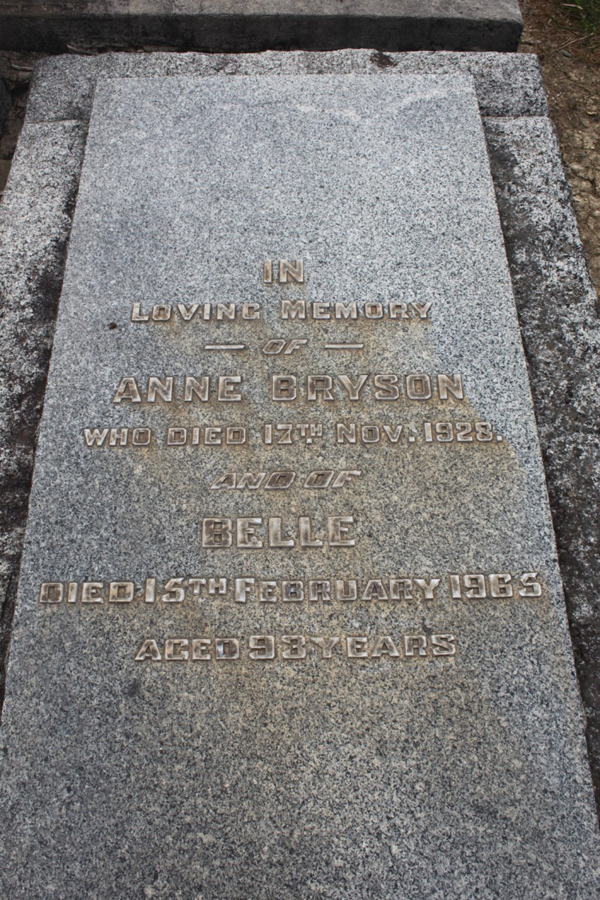 IN
LOVING MEMORY
— OF —
ANNE BRYSON
WHO DIED 17TH NOV. 1928.
AND OF
BELLE
DIED 15TH FEBRUARY 1965
AGED 93 YEARS